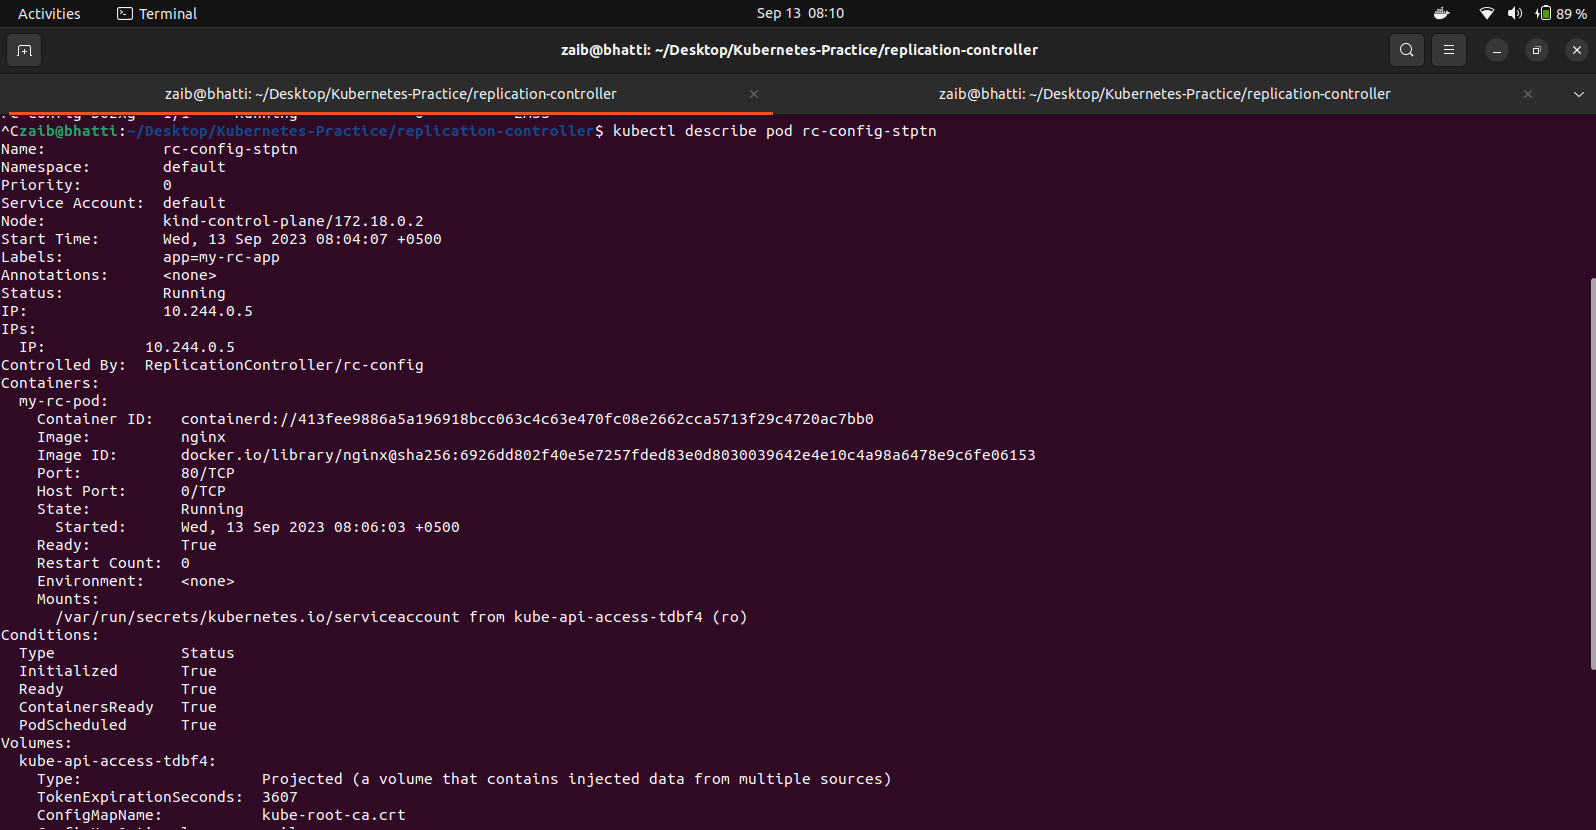 Activities Terminal Sep 13 08:10 89 %
zaib@bhatti: ~/Desktop/Kubernetes-Practice/replication-controller
zaib@bhatti: ~/Desktop/Kubernetes-Practice/replication-controller zaib@bhatti: ~/Desktop/Kubernetes-Practice/replication-controller
^Czaib@bhatti:~/Desktop/Kubernetes-Practice/replication-controller$ kubectl describe pod rc-config-stptn
Name: rc-config-stptn
Namespace: default
Priority: 0
Service Account: default
Node: kind-control-plane/172.18.0.2
Start Time: Wed, 13 Sep 2023 08:04:07 +0500
Labels: app=my-rc-app
Annotations: <none>
Status: Running
IP: 10.244.0.5
IPs:
IP: 10.244.0.5
Controlled By: ReplicationController/rc-config
Containers:
my-rc-pod:
Container ID: containerd://413fee9886a5a196918bcc063c4c63e470fc08e2662cca5713f29c4720ac7bb0
Image: nginx
Image ID: docker.io/library/nginx@sha256:6926dd802f40e5e7257fded83e0d8030039642e4e10c4a98a6478e9c6fe06153
Port: 80/TCP
Host Port: 0/TCP
State: Running
Started: Wed, 13 Sep 2023 08:06:03 +0500
Ready: True
Restart Count: 0
Environment: <none>
Mounts:
/var/run/secrets/kubernetes.io/serviceaccount from kube-api-access-tdbf4 (ro)
Conditions:
Type Status
Initialized True
Ready True
ContainersReady True
PodScheduled True
Volumes:
kube-api-access-tdbf4:
Type: Projected (a volume that contains injected data from multiple sources)
TokenExpirationSeconds: 3607
ConfigMapName: kube-root-ca.crt